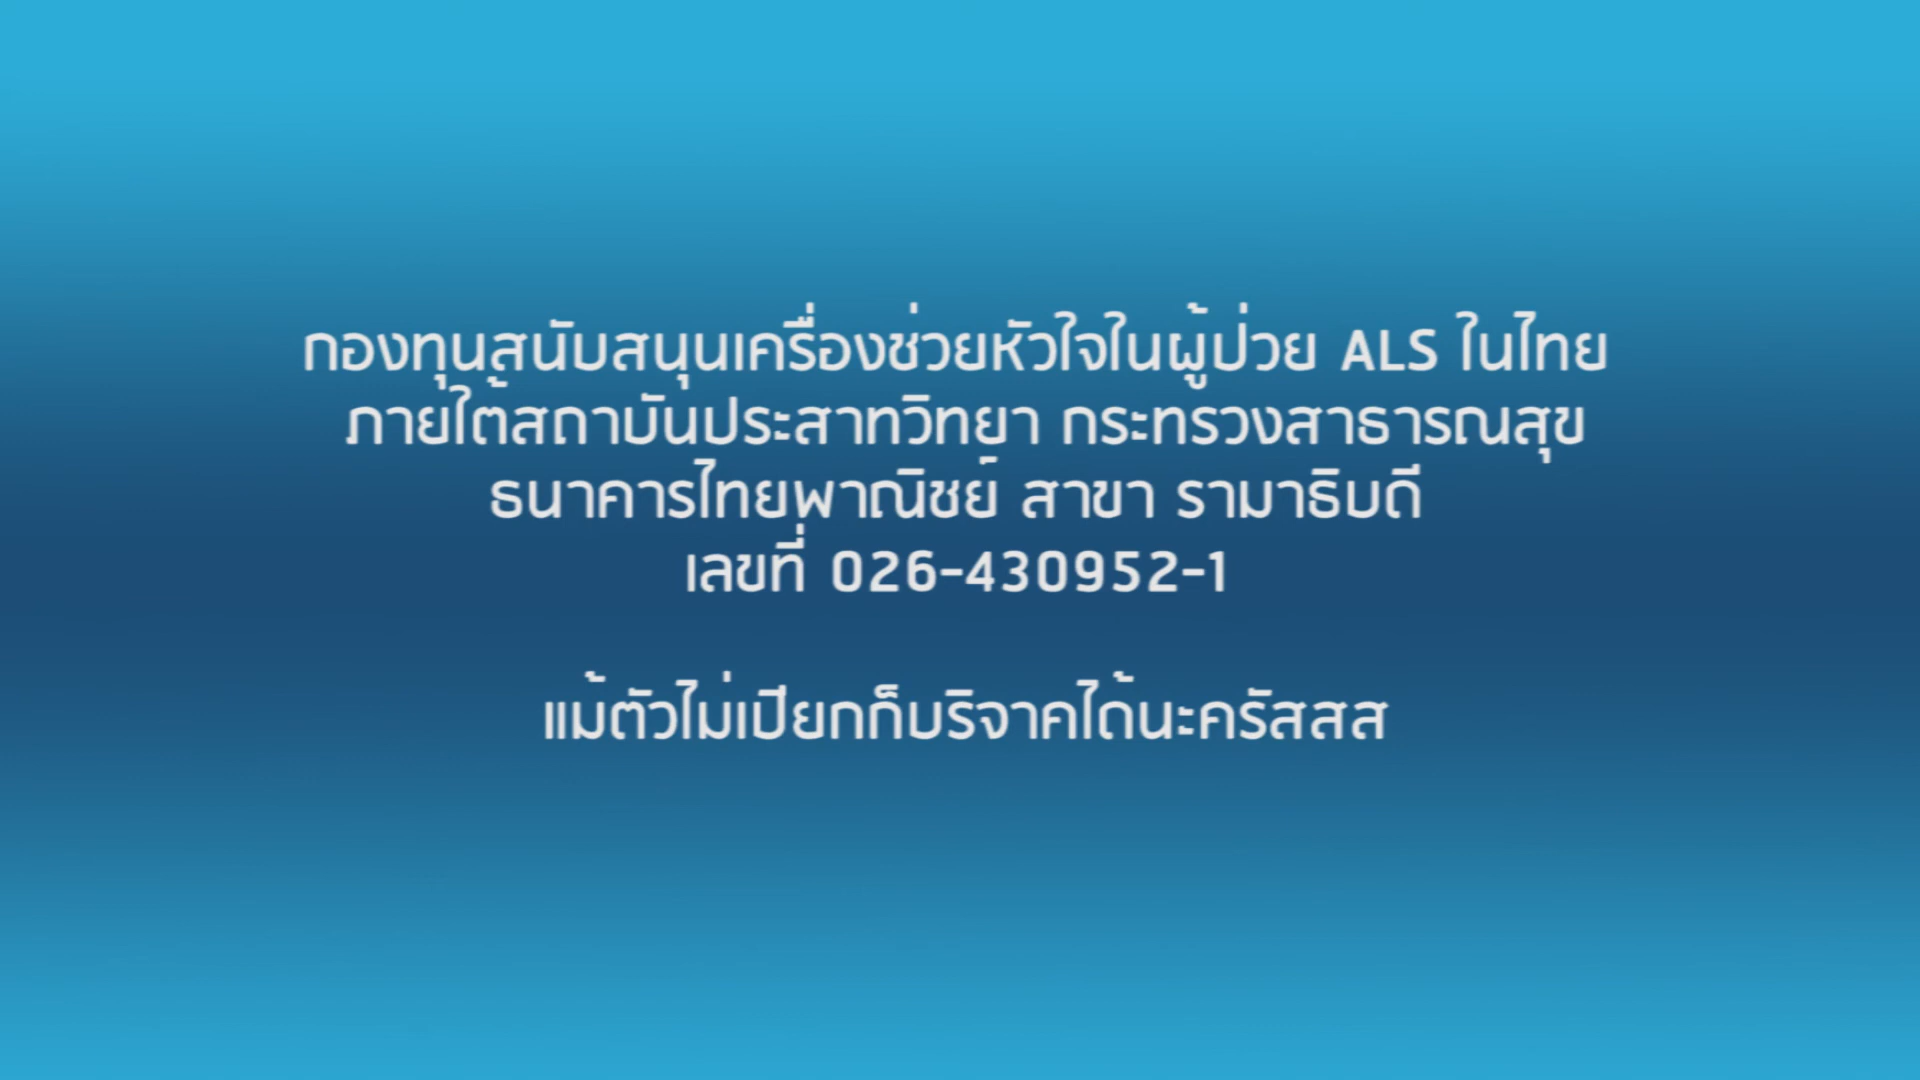 กองทุนสนับสนุนเครื่องช่วยหัวใจในผู้ป่วย ALS ในไทย
ภายใต้สถาบันประสาทวิทยา กระทรวงสาธารณสุข
ธนาคารไทยพาณิชย์ สาขา รามาธิบดี
เลขที่ 026-430952-1
แม้ตัวไม่เปียกก็บริจาคได้นะครัสสส